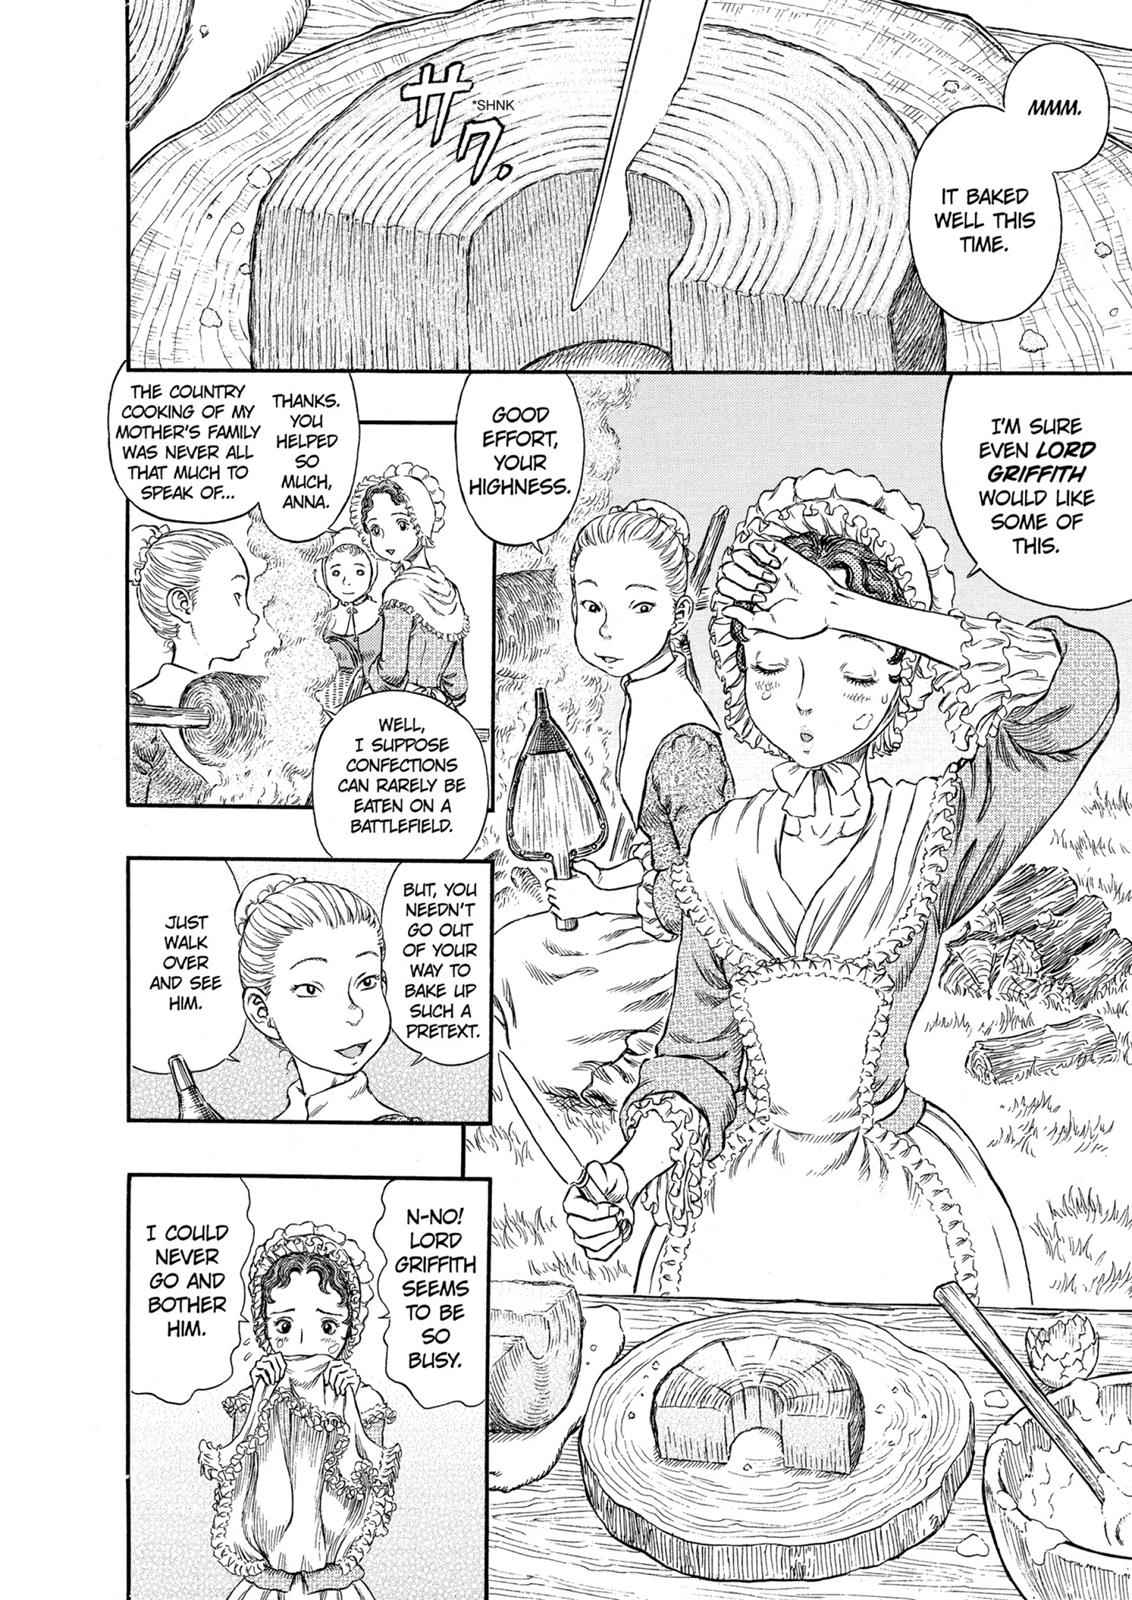 MMM.
IT BAKED
WELL THIS
TIME.
サク.
*SHNK
I'M SURE
EVEN LORD
GRIFFITH
WOULD LIKE
SOME OF
THIS.
GOOD
EFFORT,
YOUR
HIGHNESS.
THANKS.
YOU
HELPED
SO
MUCH,
ANNA.
THE COUNTRY
COOKING OF MY
MOTHER'S FAMILY
WAS NEVER ALL
THAT MUCH TO
SPEAK OF...
WELL,
I SUPPOSE
CONFECTIONS
CAN RARELY BE
EATEN ON A
BATTLEFIELD.
BUT, YOU
NEEDN'T
GO OUT
OF YOUR
WAY TO
BAKE UP
SUCH A
PRETEXT.
JUST
WALK
OVER
AND SEE
HIM.
N-NO!
LORD
GRIFFITH
SEEMS
TO BE
SO
BUSY.
I COULD
NEVER
GO AND
BOTHER
HIM.